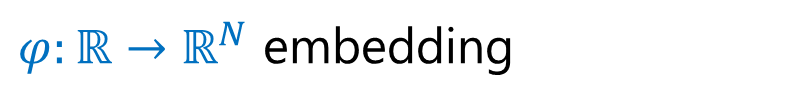 φ: ℝ → ℝᴺ embedding